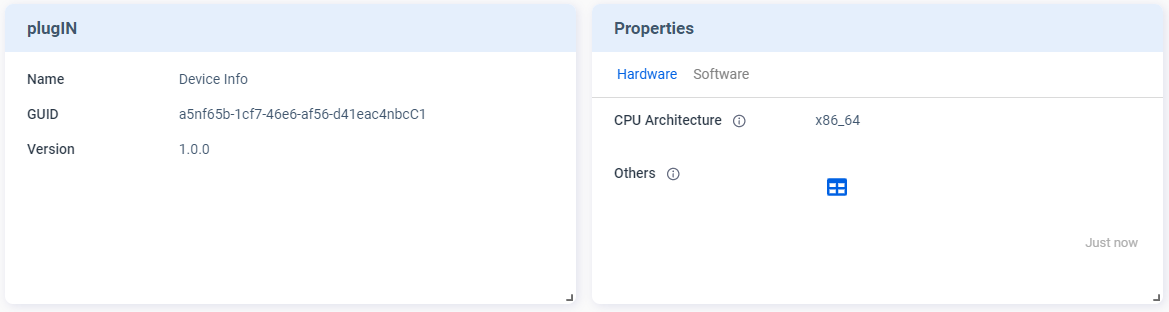 plugIN
Name Device Info
GUID a5nf65b-1cf7-46e6-af56-d41eac4nbcC1
Version 1.0.0
Properties
Hardware Software
CPU Architecture x86_64
Others
Just now